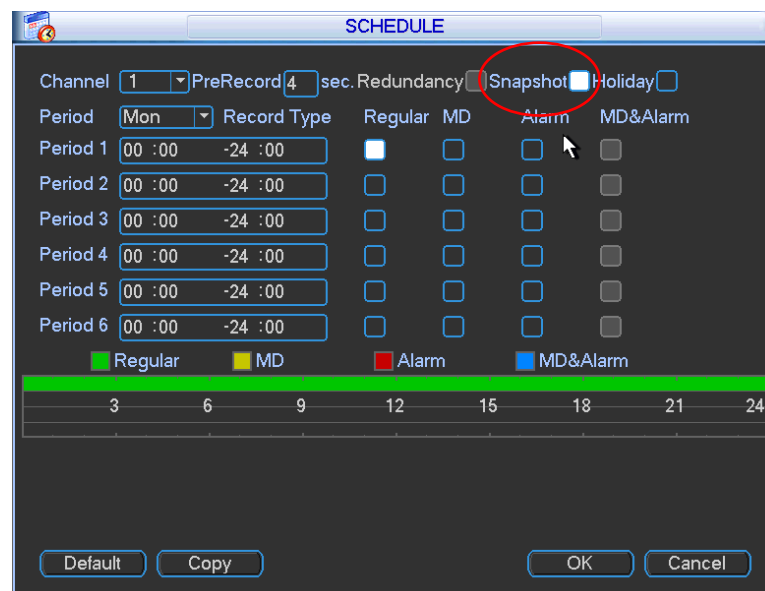 SCHEDULE
Channel 1 PreRecord 4 sec. Redundancy Snapshot Holiday
Period Mon Record Type Regular MD Alarm MD&Alarm
Period 1 00 :00 -24 :00
Period 2 00 :00 -24 :00
Period 3 00 :00 -24 :00
Period 4 00 :00 -24 :00
Period 5 00 :00 -24 :00
Period 6 00 :00 -24 :00
Regular MD Alarm MD&Alarm
3 6 9 12 15 18 21 24
Default Copy OK Cancel